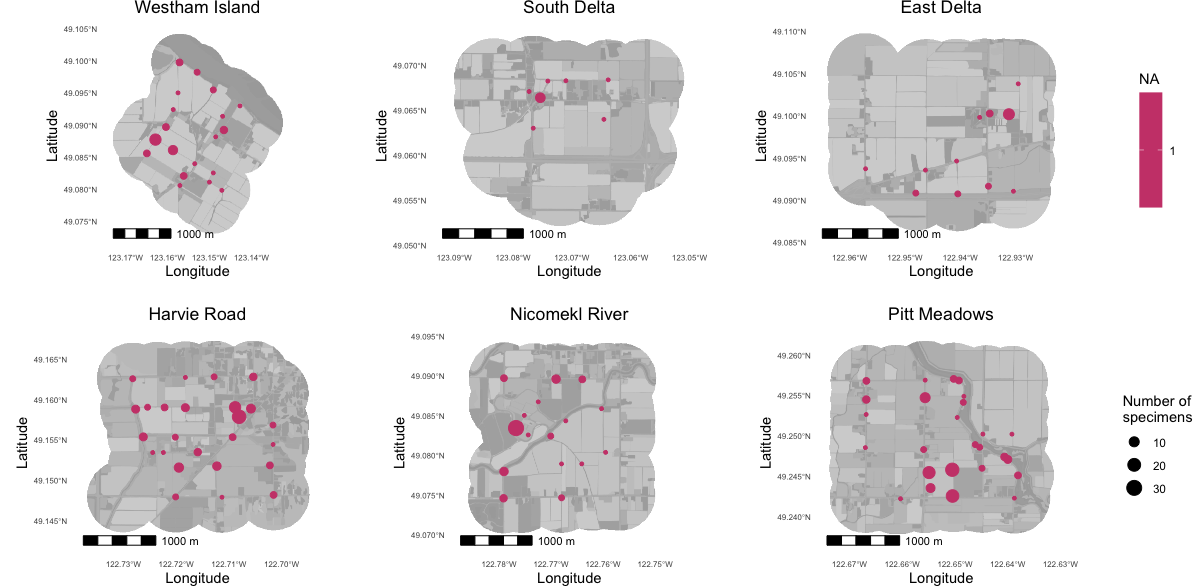 Westham Island
South Delta
East Delta
49.105°N
49.100°N
49.095°N
49.090°N
49.085°N
49.080°N
49.075°N
Latitude
1000 m
123.17°W 123.16°W 123.15°W 123.14°W
Longitude
49.070°N
49.065°N
49.060°N
49.055°N
49.050°N
Latitude
1000 m
123.09°W 123.08°W 123.07°W 123.06°W 123.05°W
Longitude
49.110°N
49.105°N
49.100°N
49.095°N
49.090°N
49.085°N
Latitude
1000 m
122.96°W 122.95°W 122.94°W 122.93°W
Longitude
NA
1
Harvie Road
Nicomekl River
Pitt Meadows
49.165°N
49.160°N
49.155°N
49.150°N
49.145°N
Latitude
1000 m
122.73°W 122.72°W 122.71°W 122.70°W
Longitude
49.095°N
49.090°N
49.085°N
49.080°N
49.075°N
49.070°N
Latitude
1000 m
122.78°W 122.77°W 122.76°W 122.75°W
Longitude
49.260°N
49.255°N
49.250°N
49.245°N
49.240°N
Latitude
1000 m
122.67°W 122.66°W 122.65°W 122.64°W 122.63°W
Longitude
Number of
specimens
10
20
30